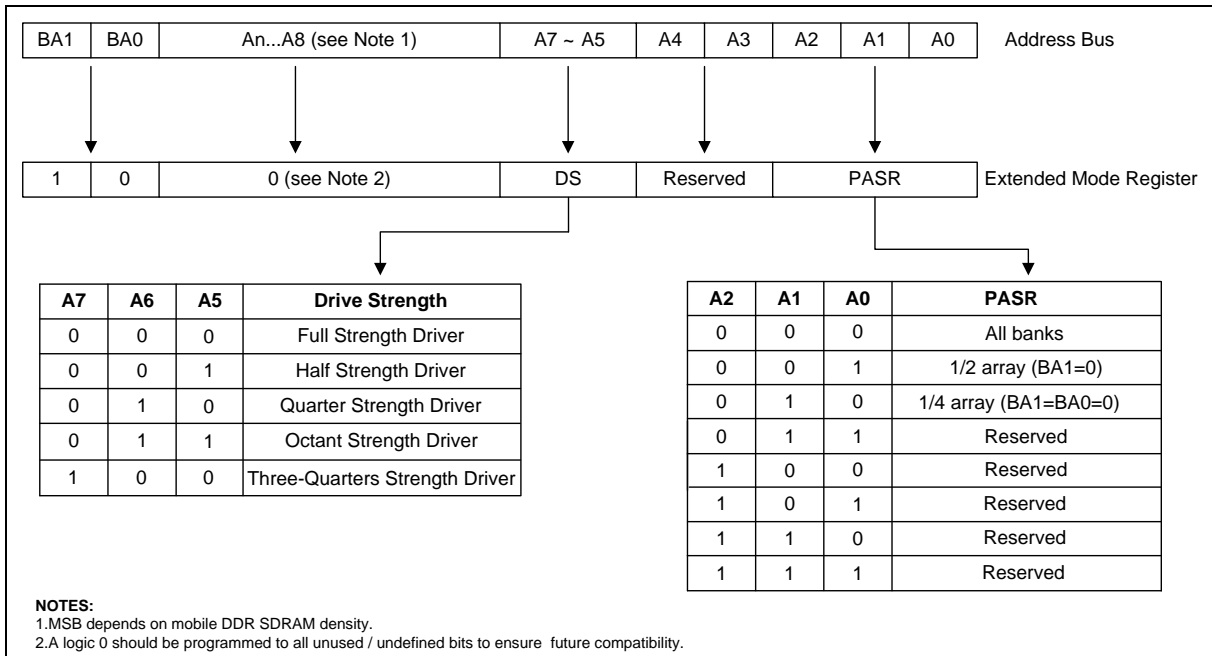 BA1 BA0 An...A8 (see Note 1) A7 ~ A5 A4 A3 A2 A1 A0 Address Bus
1 0 0 (see Note 2) DS Reserved PASR Extended Mode Register
A7 A6 A5 Drive Strength
0 0 0 Full Strength Driver
0 0 1 Half Strength Driver
0 1 0 Quarter Strength Driver
0 1 1 Octant Strength Driver
1 0 0 Three-Quarters Strength Driver
A2 A1 A0 PASR
0 0 0 All banks
0 0 1 1/2 array (BA1=0)
0 1 0 1/4 array (BA1=BA0=0)
0 1 1 Reserved
1 0 0 Reserved
1 0 1 Reserved
1 1 0 Reserved
1 1 1 Reserved
NOTES:
1.MSB depends on mobile DDR SDRAM density.
2.A logic 0 should be programmed to all unused / undefined bits to ensure future compatibility.